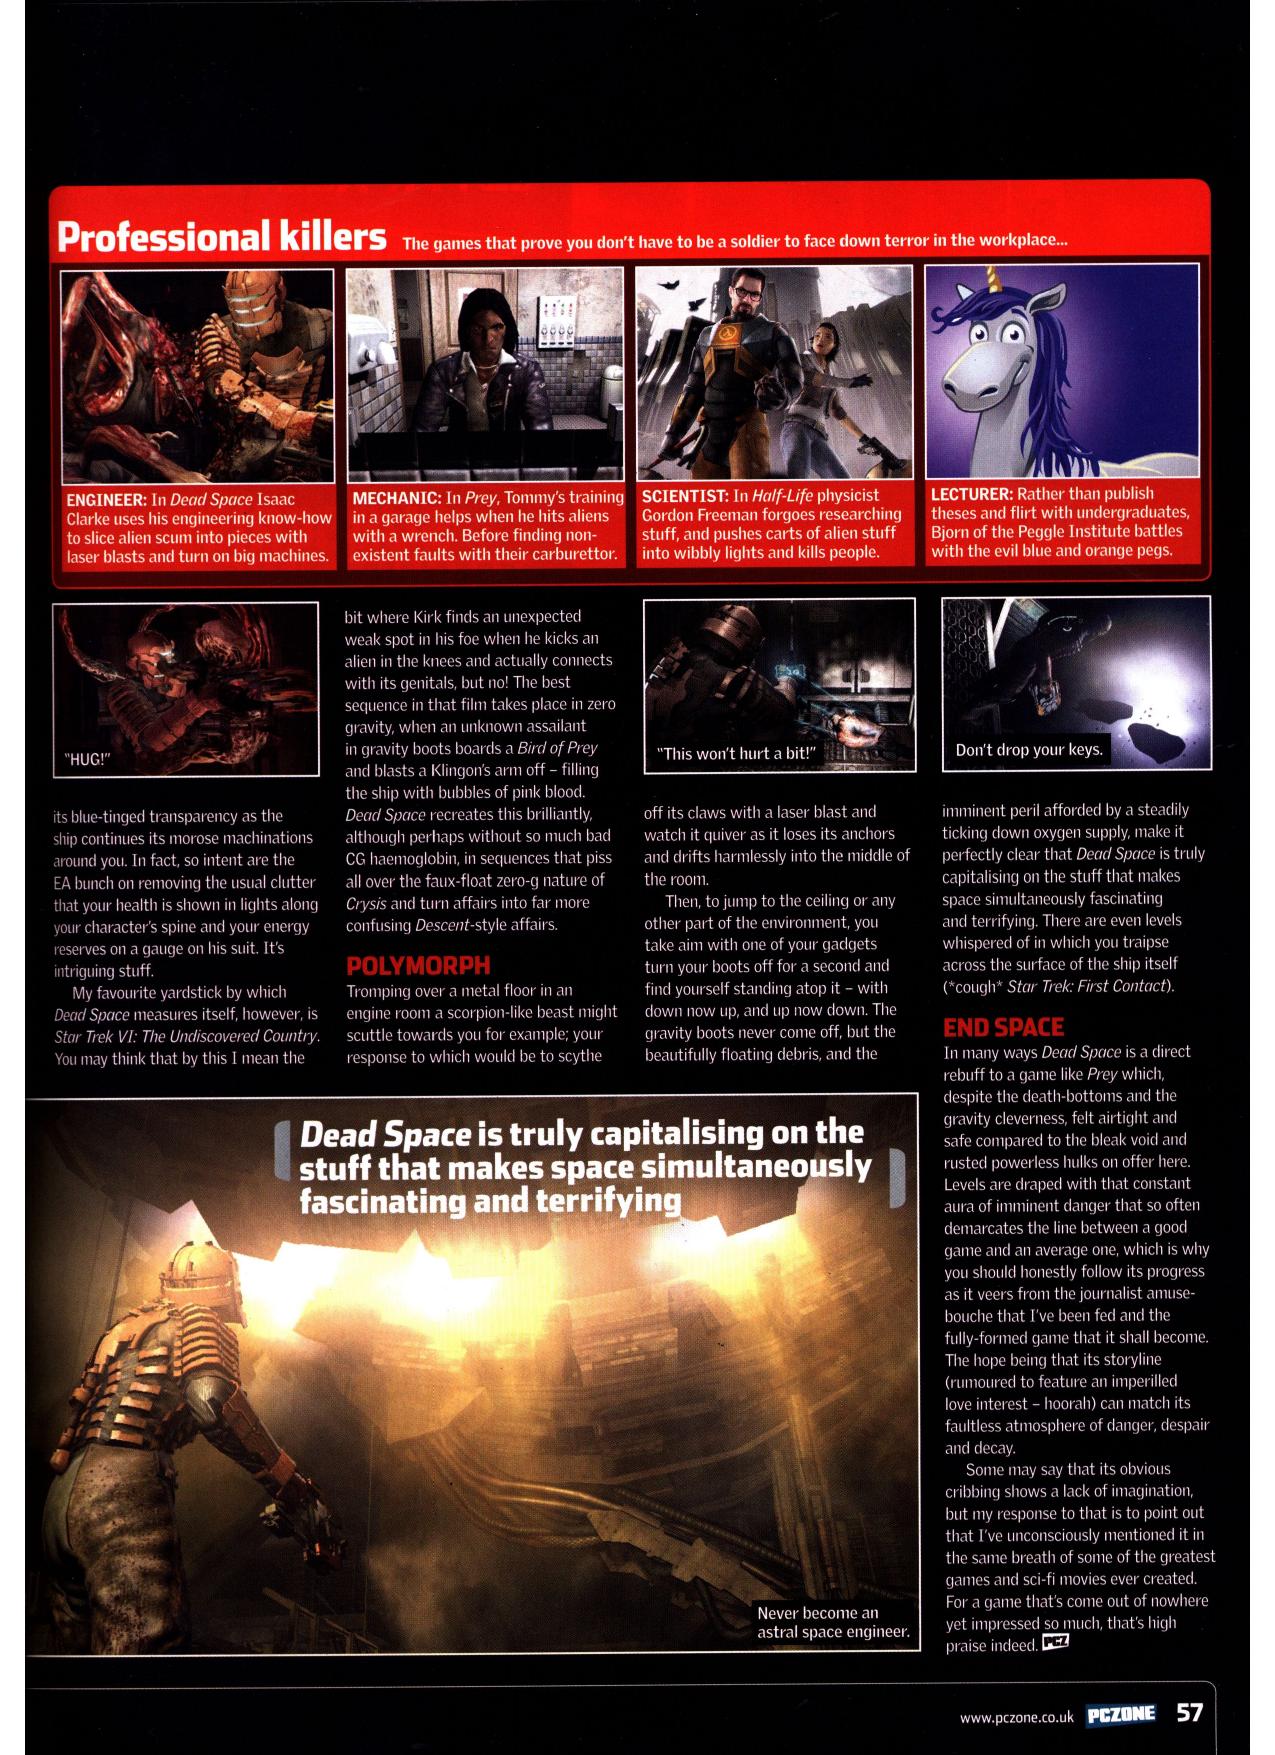 Professional killers The games that prove you don't have to be a soldier to face down terror in the workplace...
ENGINEER: In Dead Space Isaac
Clarke uses his engineering know-how
to slice alien scum into pieces with
laser blasts and turn on big machines.
MECHANIC: In Prey, Tommy's training
in a garage helps when he hits aliens
with a wrench. Before finding non-
existent faults with their carburettor.
SCIENTIST: In Half-Life physicist
Gordon Freeman forgoes researching
stuff, and pushes carts of alien stuff
into wibbly lights and kills people.
LECTURER: Rather than publish
theses and flirt with undergraduates,
Bjorn of the Peggle Institute battles
with the evil blue and orange pegs.
"HUG!"
its blue-tinged transparency as the
ship continues its morose machinations
around you. In fact, so intent are the
EA bunch on removing the usual clutter
that your health is shown in lights along
your character's spine and your energy
reserves on a gauge on his suit. It's
intriguing stuff.
My favourite yardstick by which
Dead Space measures itself, however, is
Star Trek VI: The Undiscovered Country.
You may think that by this I mean the
bit where Kirk finds an unexpected
weak spot in his foe when he kicks an
alien in the knees and actually connects
with its genitals, but no! The best
sequence in that film takes place in zero
gravity, when an unknown assailant
in gravity boots boards a Bird of Prey
and blasts a Klingon's arm off – filling
the ship with bubbles of pink blood.
Dead Space recreates this brilliantly,
although perhaps without so much bad
CG haemoglobin, in sequences that piss
all over the faux-float zero-g nature of
Crysis and turn affairs into far more
confusing Descent-style affairs.
POLYMORPH
Tromping over a metal floor in an
engine room a scorpion-like beast might
scuttle towards you for example; your
response to which would be to scythe
"This won't hurt a bit!"
off its claws with a laser blast and
watch it quiver as it loses its anchors
and drifts harmlessly into the middle of
the room.
Then, to jump to the ceiling or any
other part of the environment, you
take aim with one of your gadgets
turn your boots off for a second and
find yourself standing atop it – with
down now up, and up now down. The
gravity boots never come off, but the
beautifully floating debris, and the
Don't drop your keys.
imminent peril afforded by a steadily
ticking down oxygen supply, make it
perfectly clear that Dead Space is truly
capitalising on the stuff that makes
space simultaneously fascinating
and terrifying. There are even levels
whispered of in which you traipse
across the surface of the ship itself
(*cough* Star Trek: First Contact).
END SPACE
In many ways Dead Space is a direct
rebuff to a game like Prey which,
despite the death-bottoms and the
gravity cleverness, felt airtight and
safe compared to the bleak void and
rusted powerless hulks on offer here.
Levels are draped with that constant
aura of imminent danger that so often
demarcates the line between a good
game and an average one, which is why
you should honestly follow its progress
as it veers from the journalist amuse-
bouche that I've been fed and the
fully-formed game that it shall become.
The hope being that its storyline
(rumoured to feature an imperilled
love interest – hoorah) can match its
faultless atmosphere of danger, despair
and decay.
Some may say that its obvious
cribbing shows a lack of imagination,
but my response to that is to point out
that I've unconsciously mentioned it in
the same breath of some of the greatest
games and sci-fi movies ever created.
For a game that's come out of nowhere
yet impressed so much, that's high
praise indeed. PCZ
Dead Space is truly capitalising on the
stuff that makes space simultaneously
fascinating and terrifying
Never become an
astral space engineer.
www.pczone.co.uk PCZONE 57